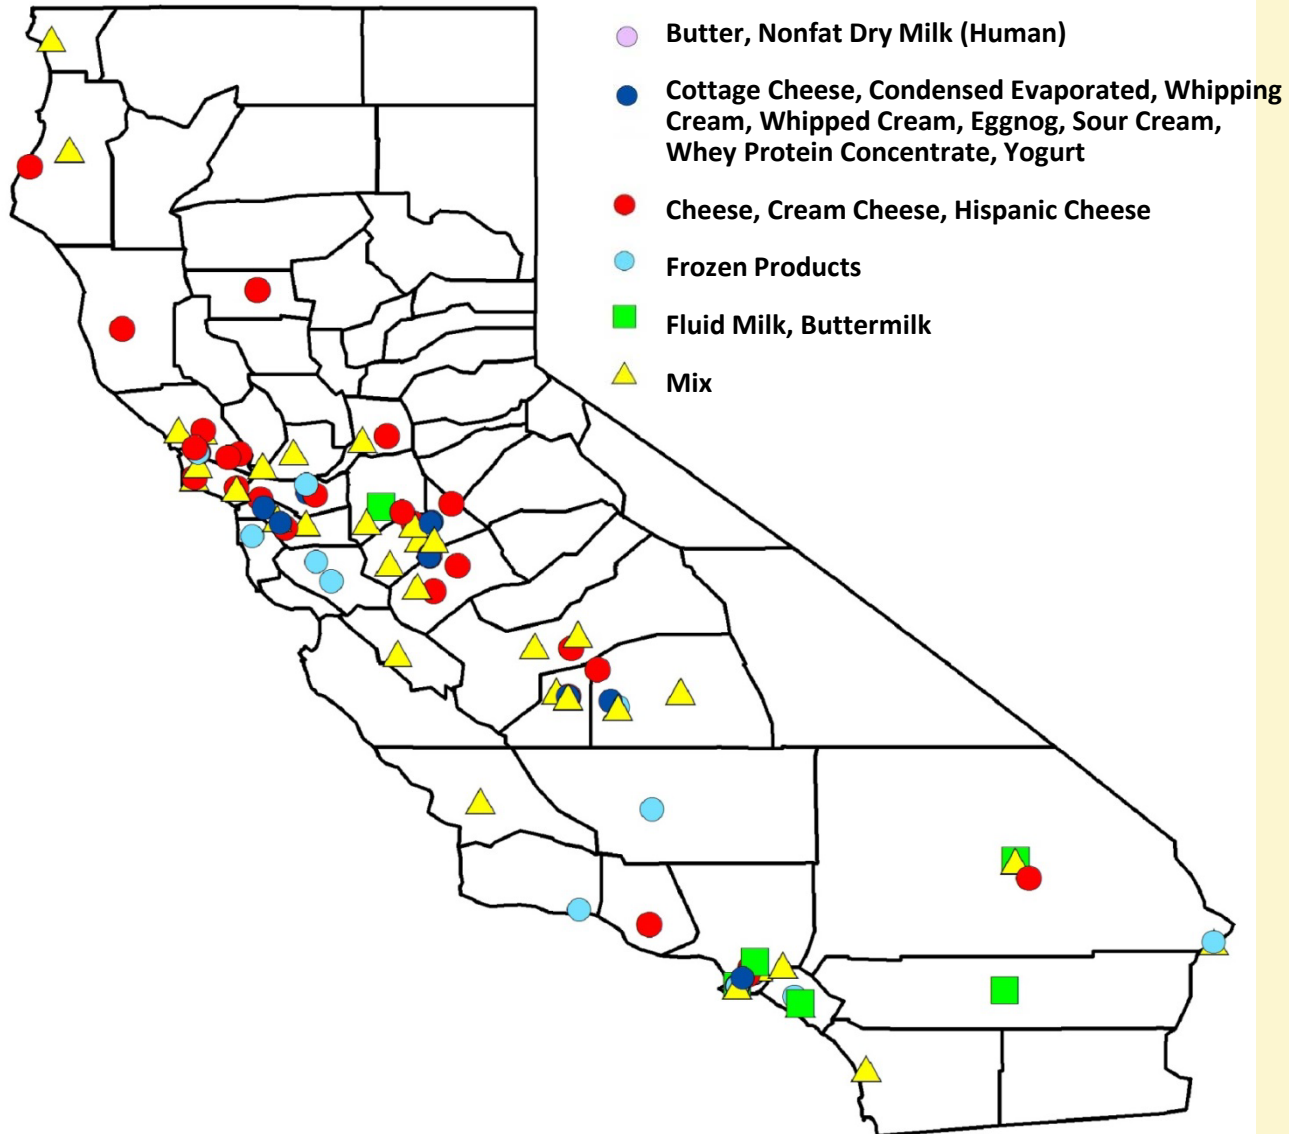 Butter, Nonfat Dry Milk (Human)
Cottage Cheese, Condensed Evaporated, Whipping
Cream, Whipped Cream, Eggnog, Sour Cream,
Whey Protein Concentrate, Yogurt
Cheese, Cream Cheese, Hispanic Cheese
Frozen Products
Fluid Milk, Buttermilk
Mix